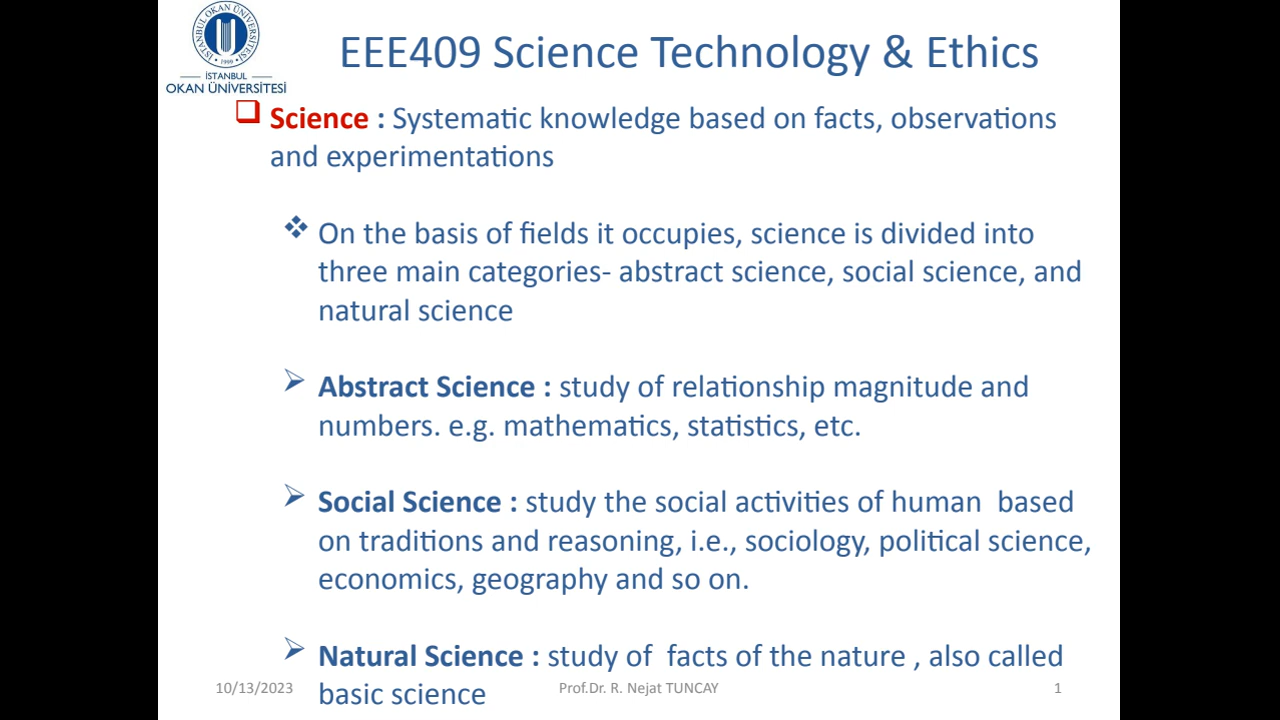 İSTANBUL OKAN ÜNİVERSİTESİ
1999
İSTANBUL
OKAN ÜNİVERSİTESİ
EEE409 Science Technology & Ethics
Science : Systematic knowledge based on facts, observations
and experimentations
On the basis of fields it occupies, science is divided into
three main categories- abstract science, social science, and
natural science
Abstract Science : study of relationship magnitude and
numbers. e.g. mathematics, statistics, etc.
Social Science : study the social activities of human  based
on traditions and reasoning, i.e., sociology, political science,
economics, geography and so on.
Natural Science : study of  facts of the nature , also called
basic science
10/13/2023
Prof.Dr. R. Nejat TUNCAY
1